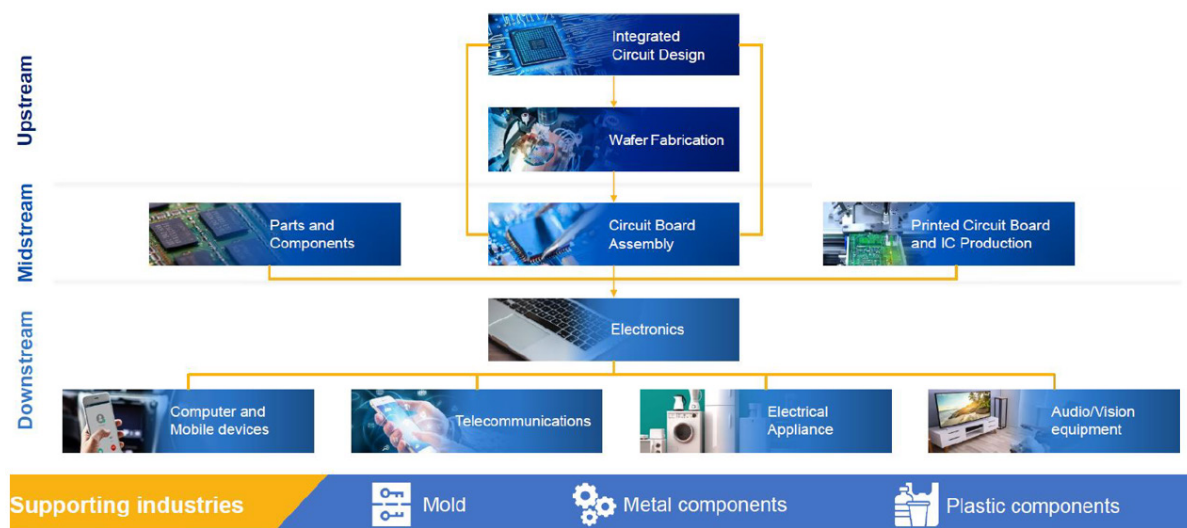 Upstream
Integrated
Circuit Design
Wafer Fabrication
Midstream
Parts and
Components
Circuit Board
Assembly
Printed Circuit Board
and IC Production
Downstream
Electronics
Computer and
Mobile devices
Telecommunications
Electrical
Appliance
Audio/Vision
equipment
Supporting industries
Mold
Metal components
Plastic components